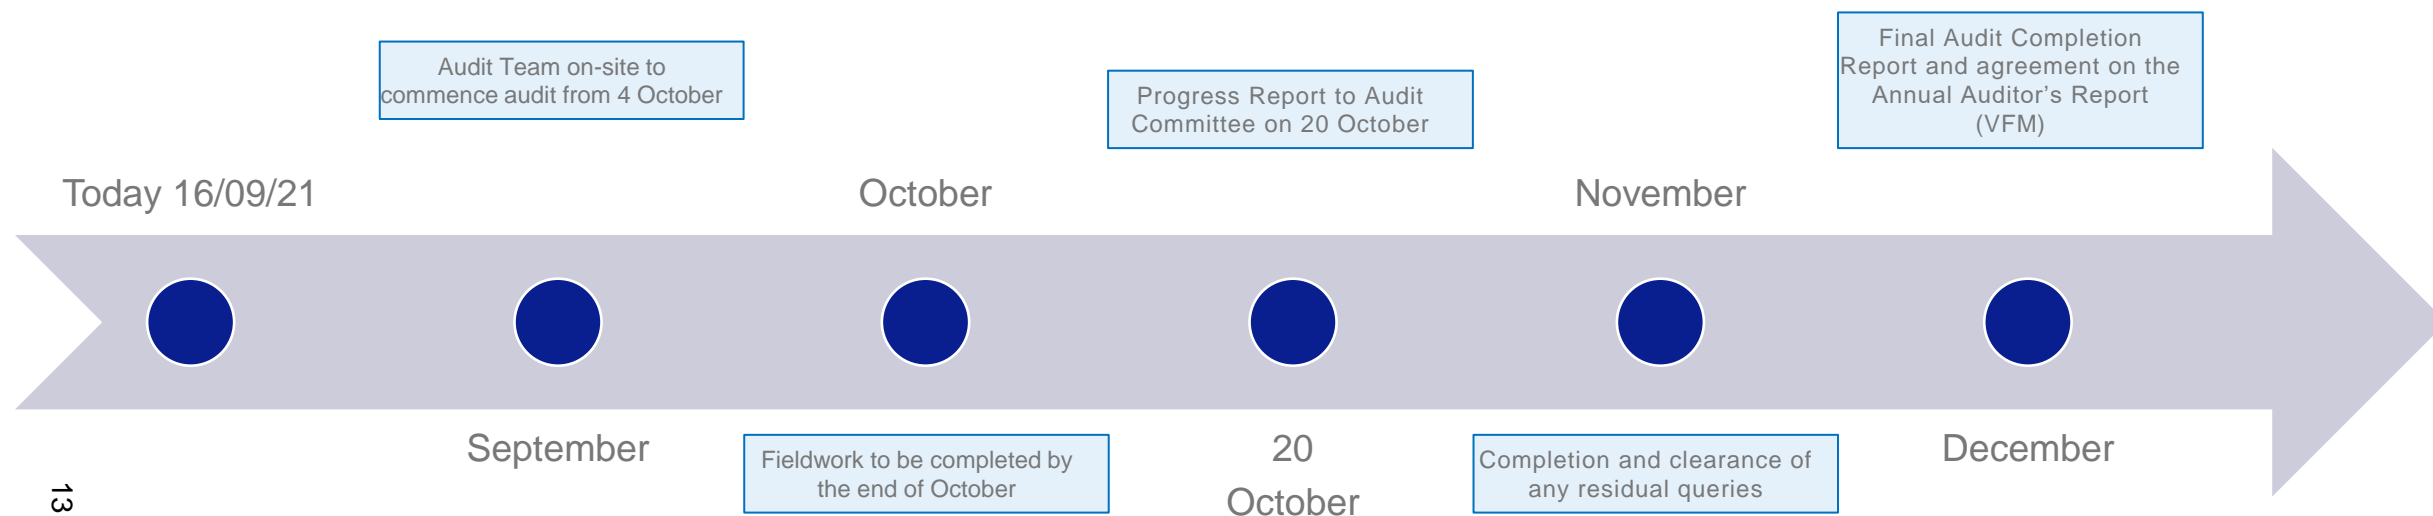 Today 16/09/21
Audit Team on-site to
commence audit from 4 October
September
October
Fieldwork to be completed by
the end of October
Progress Report to Audit
Committee on 20 October
20
October
November
Completion and clearance of
any residual queries
Final Audit Completion
Report and agreement on the
Annual Auditor’s Report
(VFM)
December
13